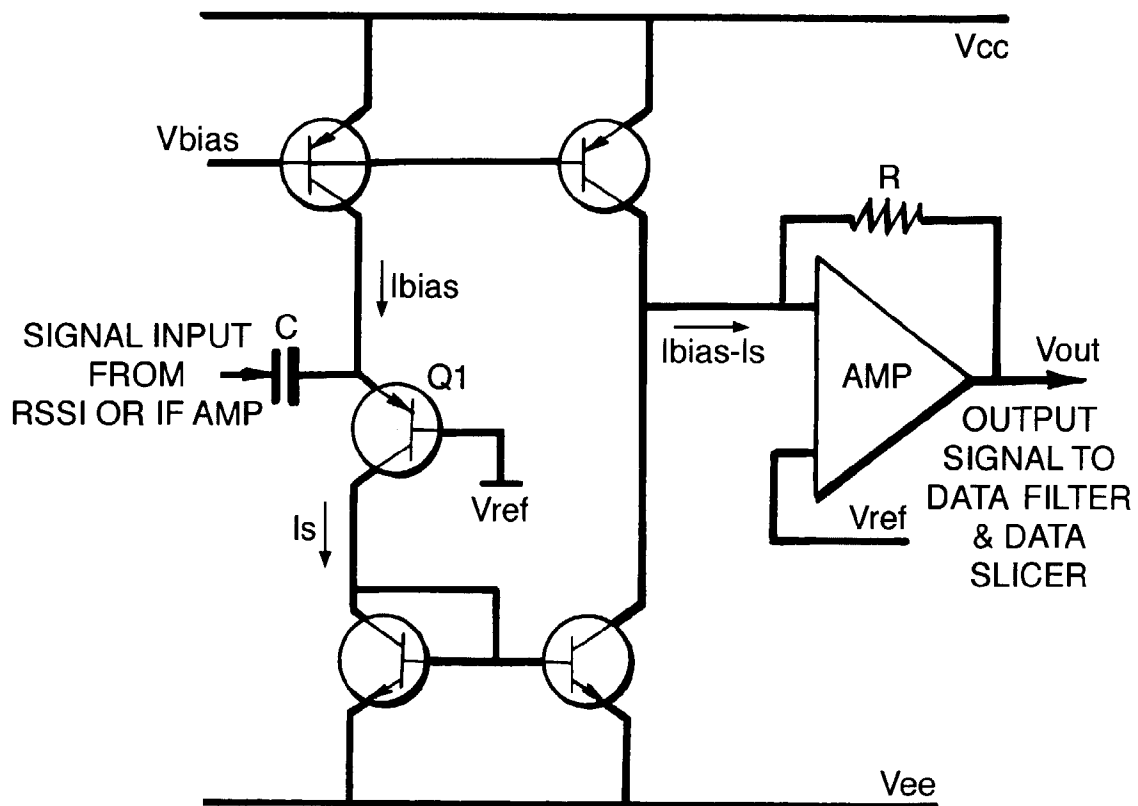 Vcc
Vbias
R
Ibias
SIGNAL INPUT
FROM
RSSI OR IF AMP
C
Q1
Ibias-Is
AMP
Vout
OUTPUT
SIGNAL TO
DATA FILTER
& DATA
SLICER
Vref
Vref
Is
Vee